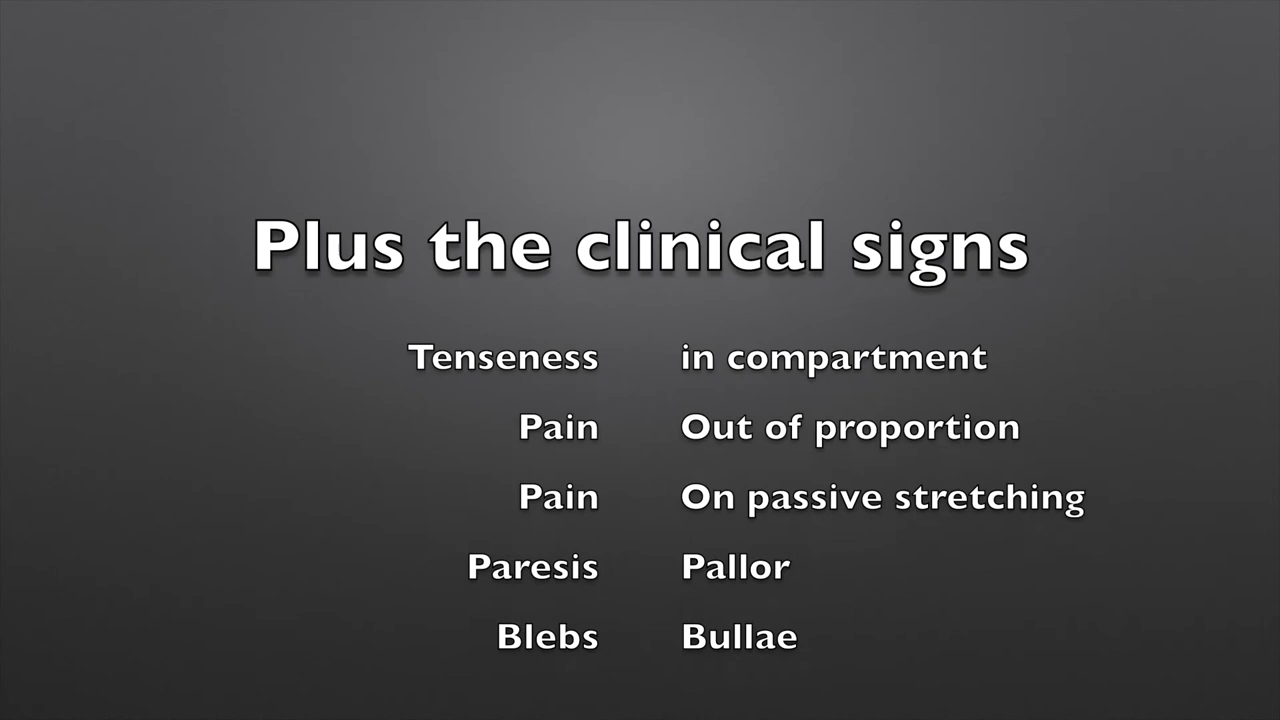 Plus the clinical signs
Tenseness in compartment
Pain Out of proportion
Pain On passive stretching
Paresis Pallor
Blebs Bullae